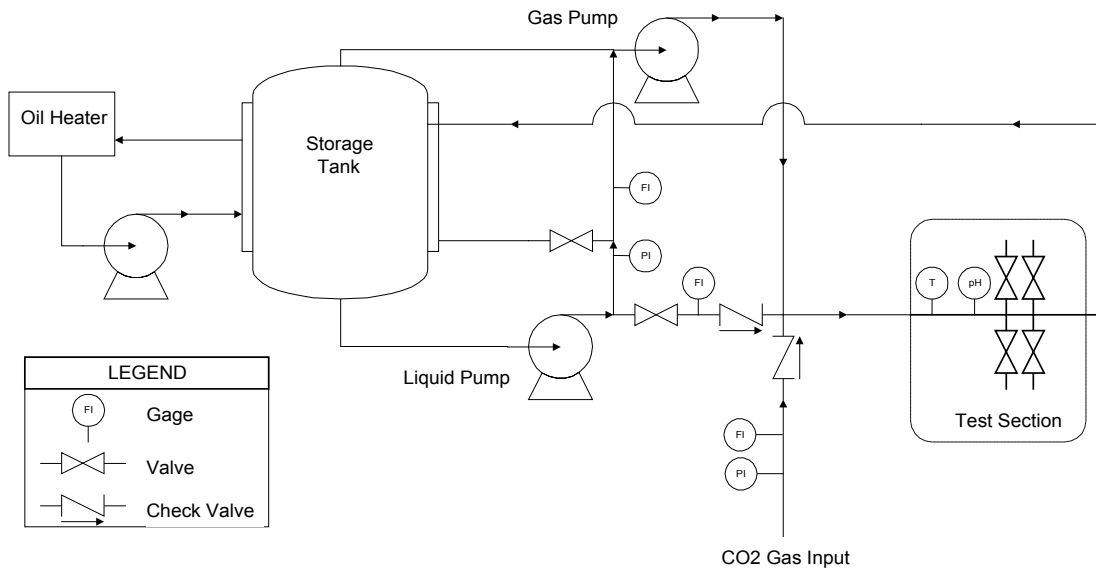 Gas Pump
Oil Heater
Storage
Tank
FI
PI
FI
T
pH
Liquid Pump
LEGEND
FI
Gage
Valve
Check Valve
Test Section
FI
PI
CO2 Gas Input